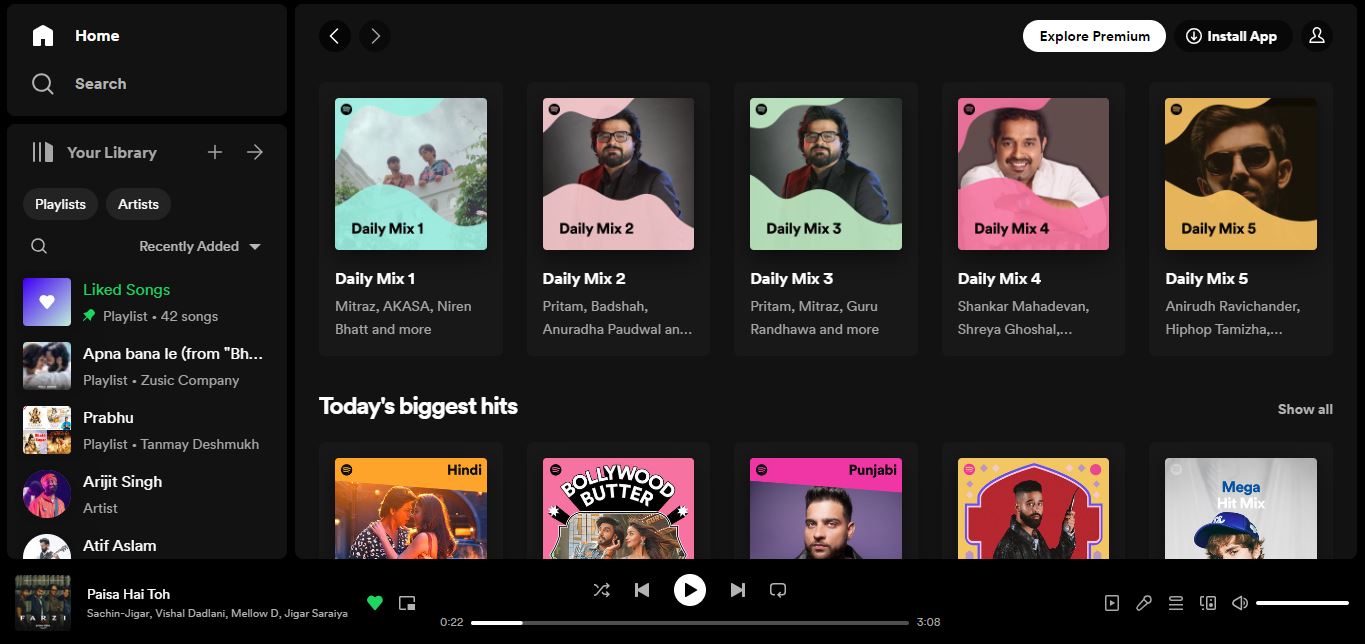 Home
Search
Your Library
Playlists
Artists
Recently Added
Liked Songs
Playlist • 42 songs
Apna bana le (from "Bh...
Playlist • Zusic Company
Prabhu
Playlist • Tanmay Deshmukh
Arijit Singh
Artist
Atif Aslam
Explore Premium
Install App
Daily Mix 1
Daily Mix 2
Daily Mix 3
Daily Mix 4
Daily Mix 5
Daily Mix 1
Mitraz, AKASA, Niren
Bhatt and more
Daily Mix 2
Pritam, Badshah,
Anuradha Paudwal an...
Daily Mix 3
Pritam, Mitraz, Guru
Randhawa and more
Daily Mix 4
Shankar Mahadevan,
Shreya Ghoshal,...
Daily Mix 5
Anirudh Ravichander,
Hiphop Tamizha,...
Today's biggest hits
Show all
Hindi
BOLLYWOOD
BUTTER
Punjabi
Mega
Hit Mix
FARZI
Paisa Hai Toh
Sachin-Jigar, Vishal Dadlani, Mellow D, Jigar Saraiya
0:22
3:08